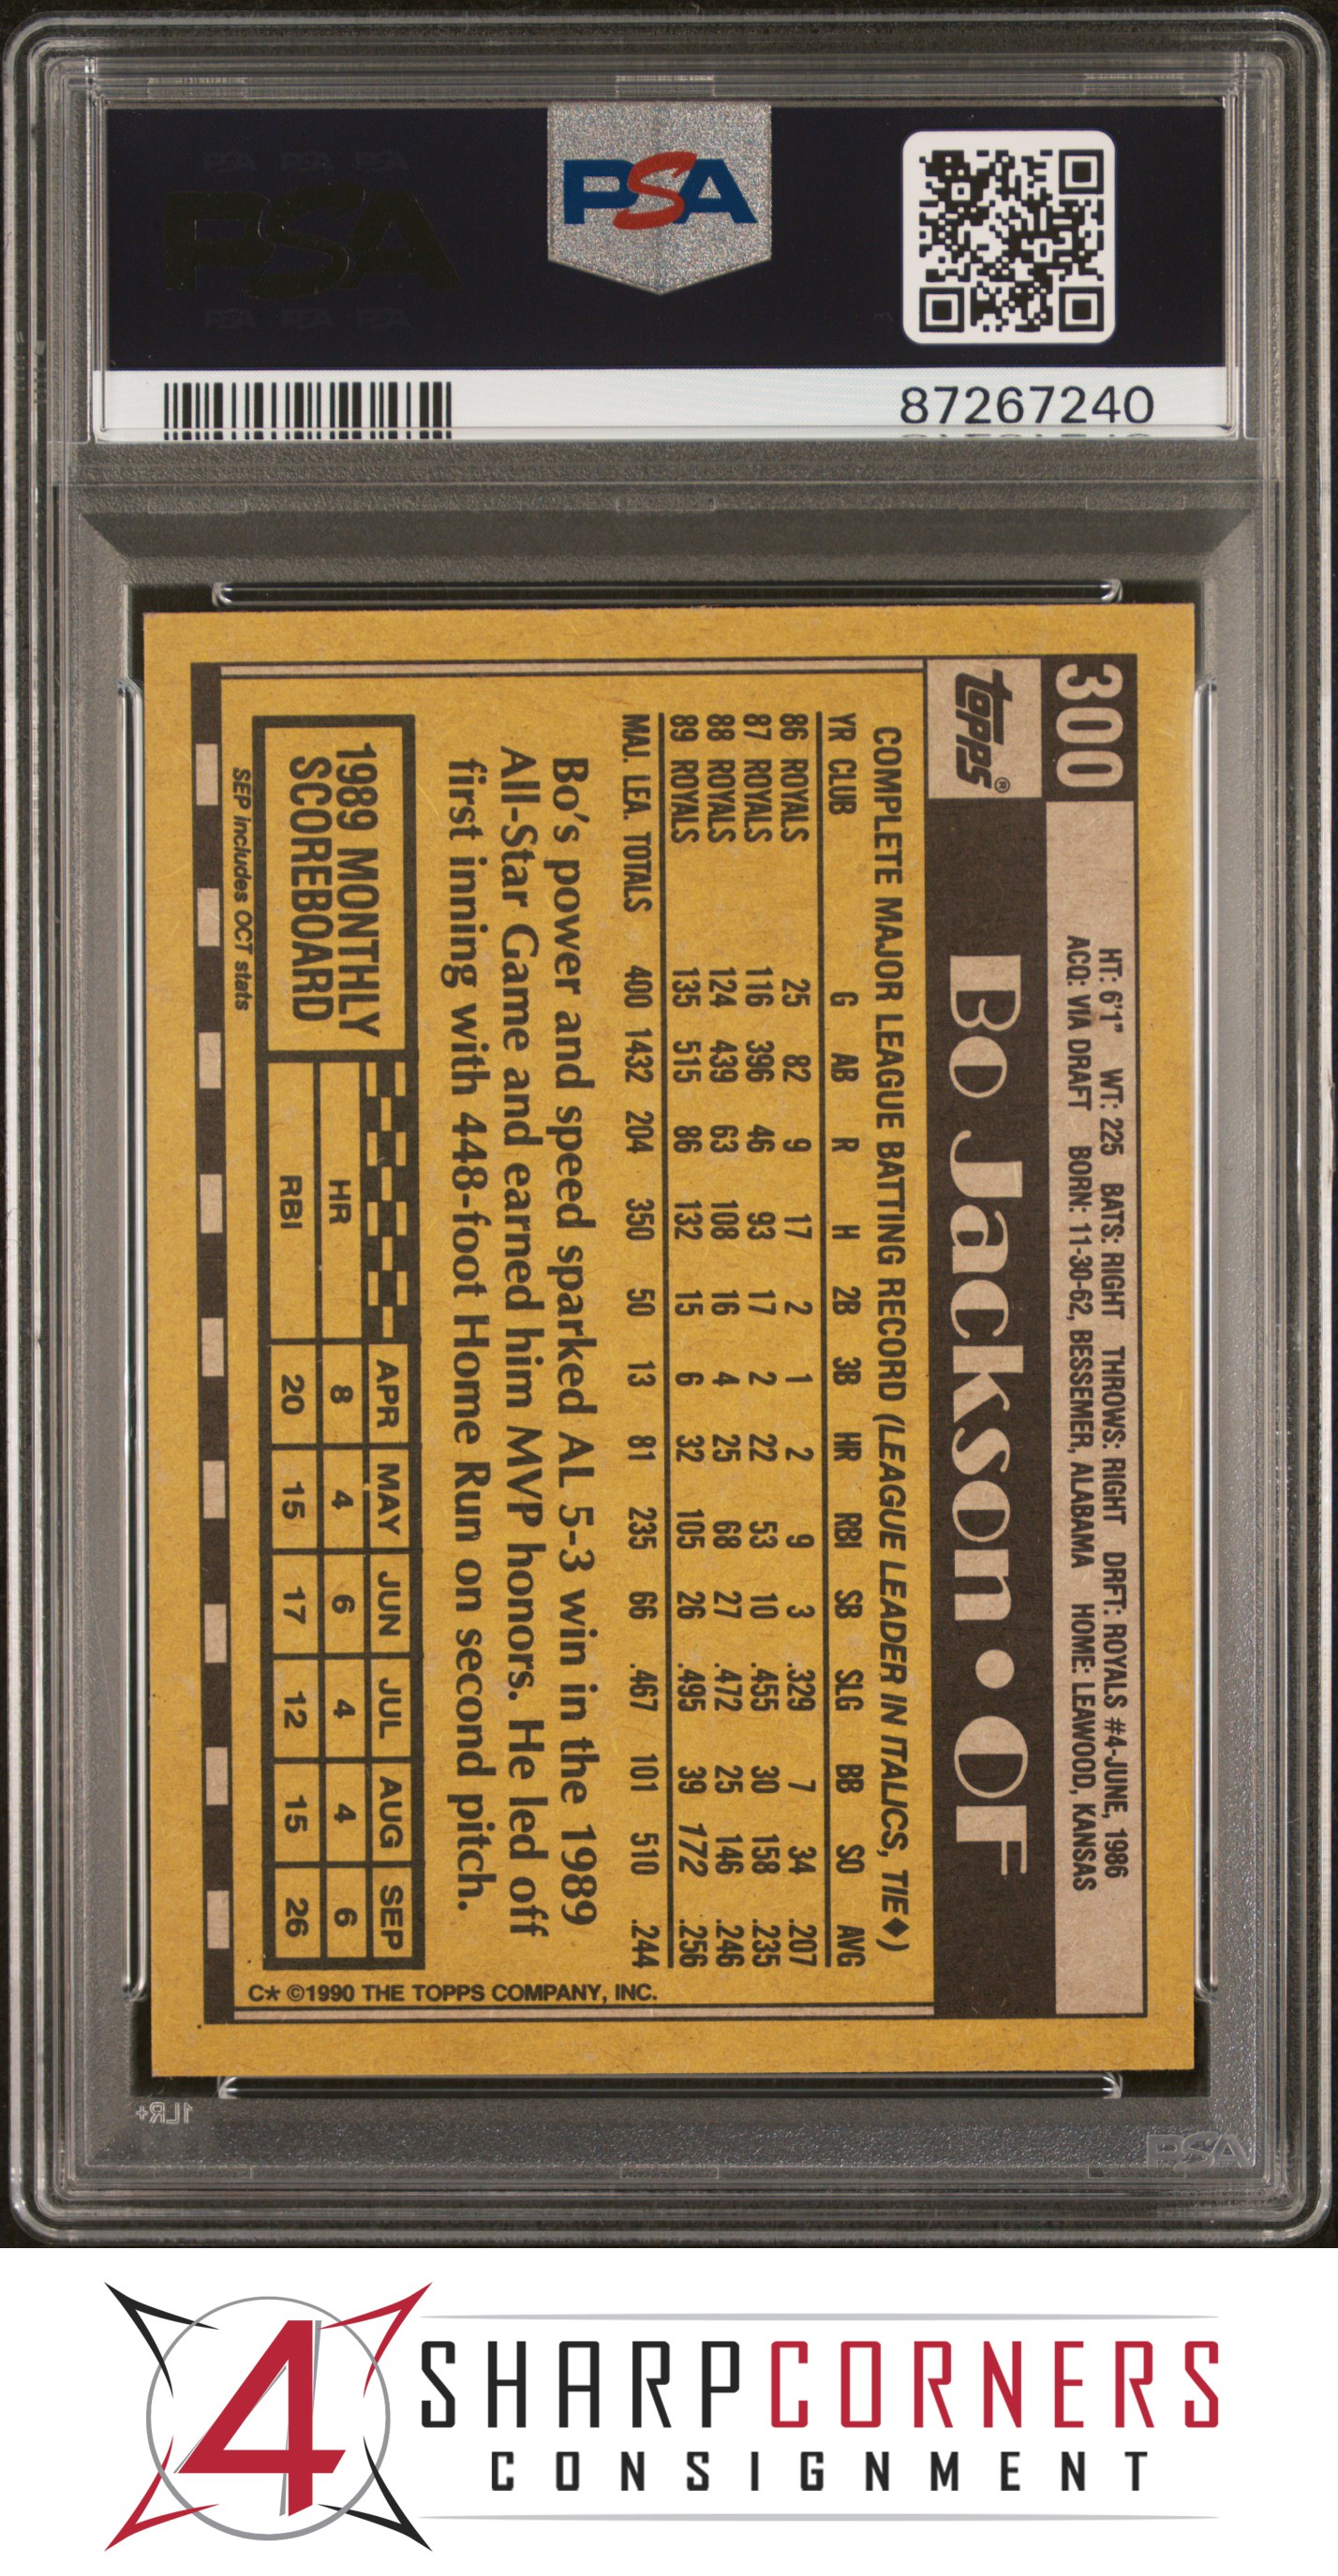 PSA PSA PSA
PSA
PSA PSA PSA
PSA
87267240
300
HT: 6'1" WT: 225 BATS: RIGHT THROWS: RIGHT DRFT: ROYALS #4-JUNE, 1986
ACQ: VIA DRAFT BORN: 11-30-62, BESSEMER, ALABAMA HOME: LEAWOOD, KANSAS
topps®
Bo Jackson • OF
COMPLETE MAJOR LEAGUE BATTING RECORD (LEAGUE LEADER IN ITALICS, TIE◆)
YR CLUB G AB R H 2B 3B HR RBI SB SLG BB SO AVG
86 ROYALS 25 82 9 17 2 1 2 9 3 .329 7 34 .207
87 ROYALS 116 396 46 93 17 2 22 53 10 .455 30 158 .235
88 ROYALS 124 439 63 108 16 4 25 68 27 .472 25 146 .246
89 ROYALS 135 515 86 132 15 6 32 105 26 .495 39 172 .256
MAJ. LEA. TOTALS 400 1432 204 350 50 13 81 235 66 .467 101 510 .244
Bo's power and speed sparked AL 5-3 win in the 1989
All-Star Game and earned him MVP honors. He led off
first inning with 448-foot Home Run on second pitch.
1989 MONTHLY
SCOREBOARD
APR MAY JUN JUL AUG SEP
HR 8 4 6 4 4 6
RBI 20 15 17 12 15 26
SEP includes OCT stats
C* ©1990 THE TOPPS COMPANY, INC.
1LR+
PSA
4
SHARPCORNERS
CONSIGNMENT